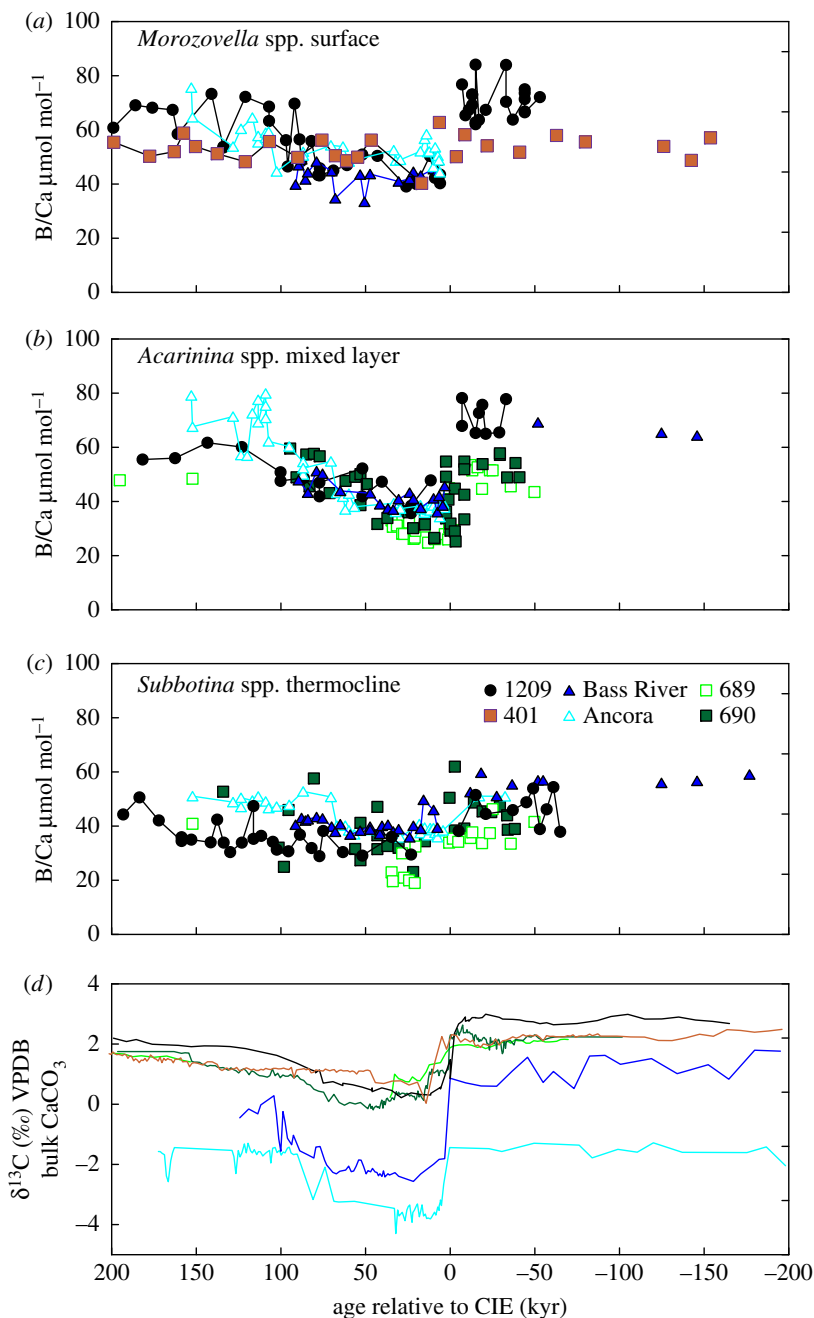 (a)
100
Morozovella spp. surface
80
60
40
20
0
B/Ca µmol mol⁻¹
(b)
100
Acarinina spp. mixed layer
80
60
40
20
0
B/Ca µmol mol⁻¹
(c)
100
Subbotina spp. thermocline
1209 Bass River 689
401 Ancora 690
80
60
40
20
0
B/Ca µmol mol⁻¹
(d)
4
2
0
−2
−4
δ¹³C (‰) VPDB
bulk CaCO₃
200 150 100 50 0 −50 −100 −150 −200
age relative to CIE (kyr)